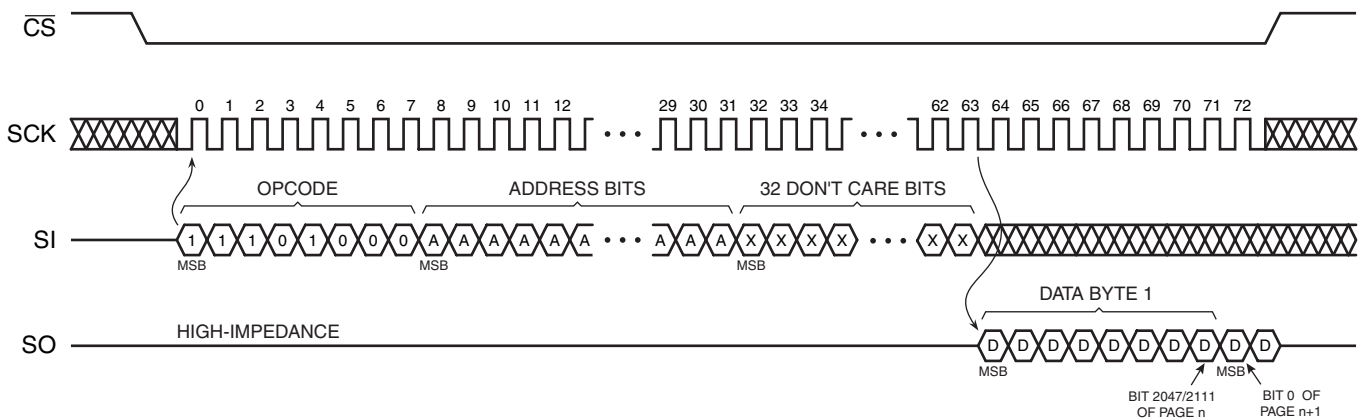 CS
0 1 2 3 4 5 6 7 8 9 10 11 12 29 30 31 32 33 34 62 63 64 65 66 67 68 69 70 71 72
SCK
OPCODE ADDRESS BITS 32 DON'T CARE BITS
SI 1 1 1 0 1 0 0 0 A A A A A A A A A X X X X X X
MSB MSB MSB
DATA BYTE 1
HIGH-IMPEDANCE
SO D D D D D D D D D D
MSB MSB
BIT 2047/2111
OF PAGE n
BIT 0 OF
PAGE n+1